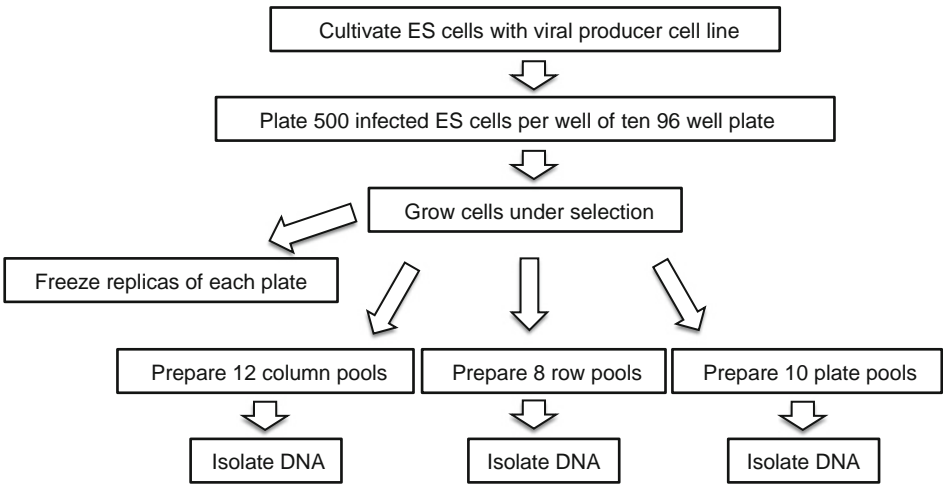 Cultivate ES cells with viral producer cell line
Plate 500 infected ES cells per well of ten 96 well plate
Grow cells under selection
Freeze replicas of each plate
Prepare 12 column pools
Prepare 8 row pools
Prepare 10 plate pools
Isolate DNA
Isolate DNA
Isolate DNA